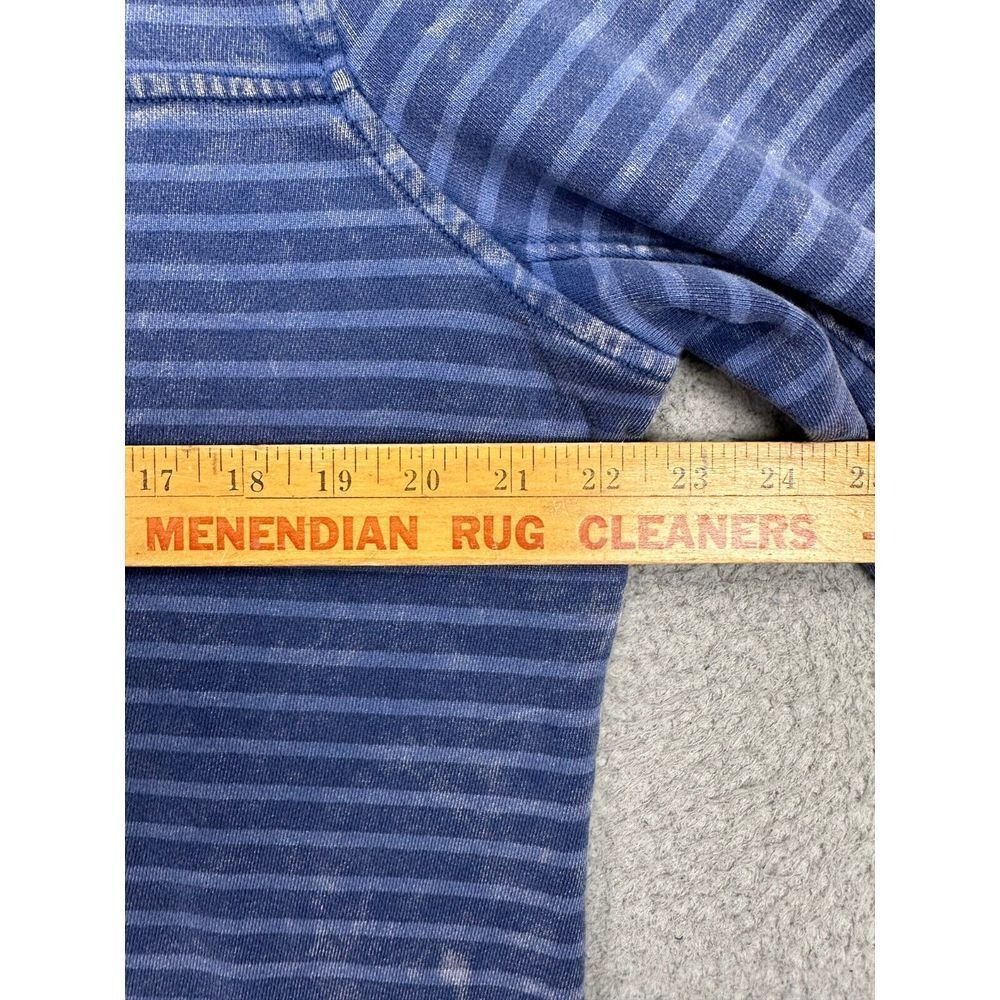 17 18 19 20 21 22 23 24
MENENDIAN RUG CLEANERS